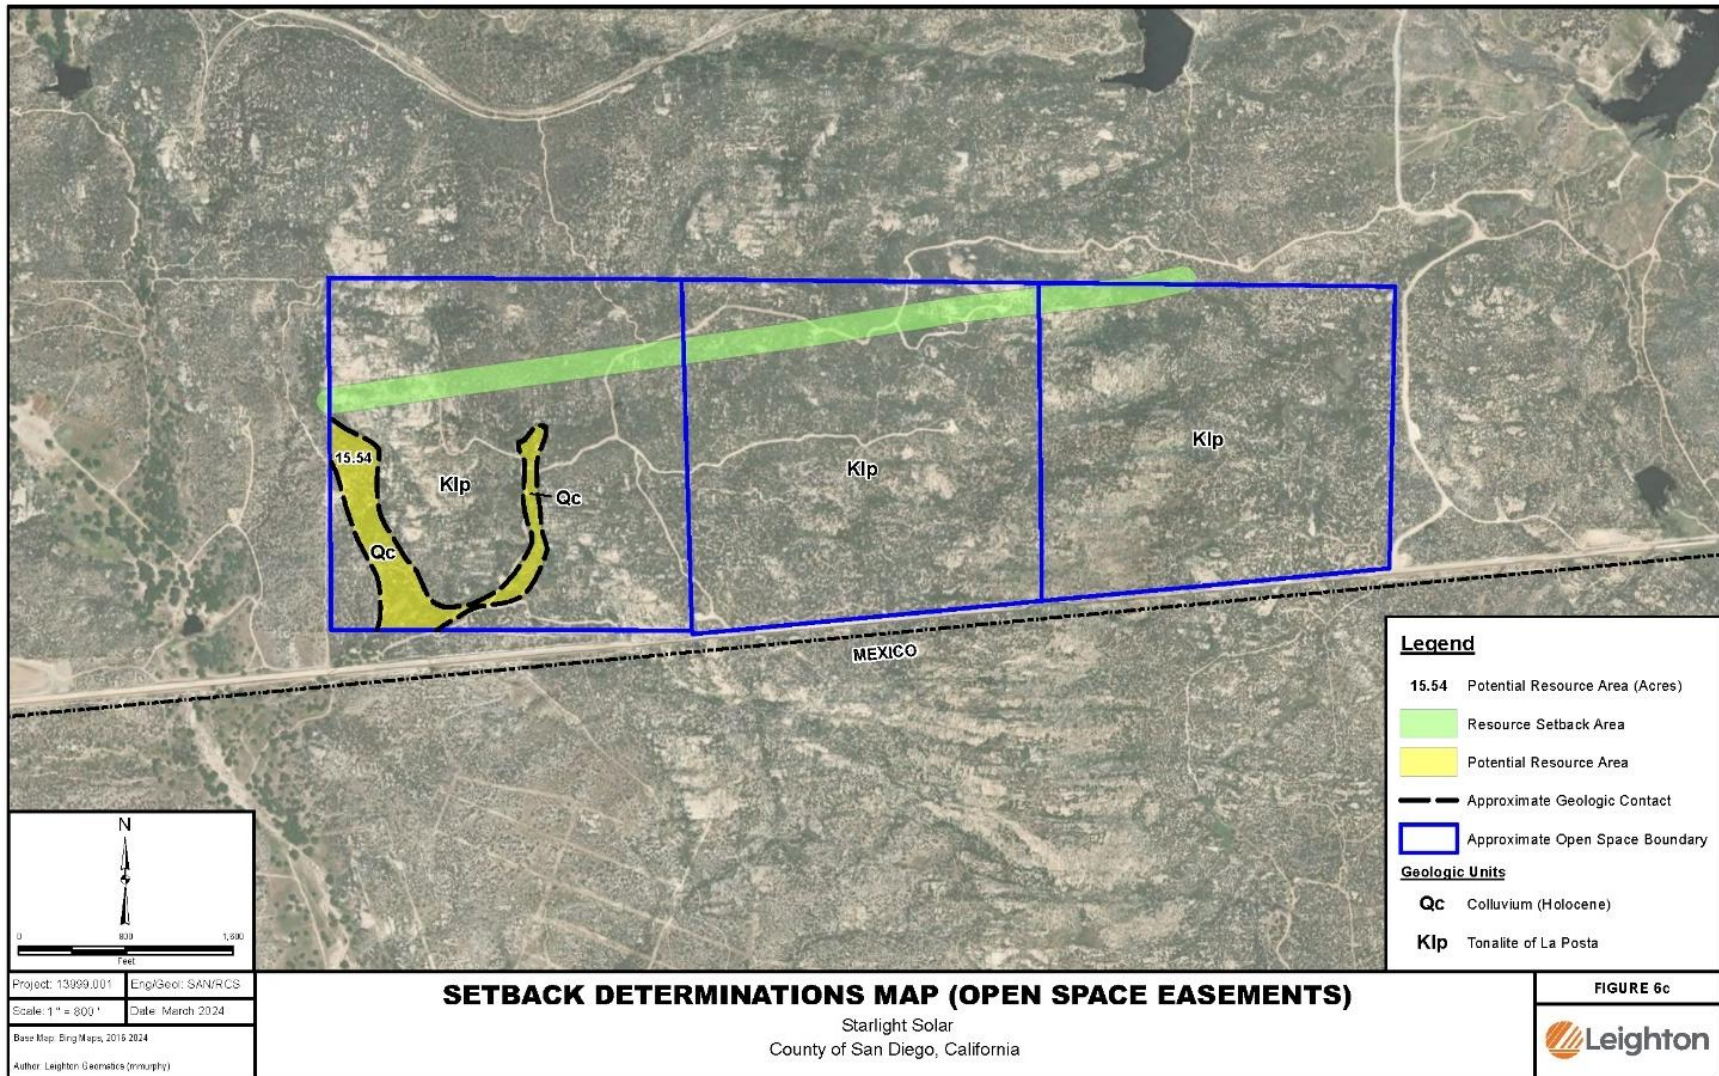 15.54
Klp
Qc
Qc
Klp
Klp
MEXICO
Legend
15.54 Potential Resource Area (Acres)
Resource Setback Area
Potential Resource Area
Approximate Geologic Contact
Approximate Open Space Boundary
Geologic Units
Qc Colluvium (Holocene)
Klp Tonalite of La Posta
N
0 800 1,600
Feet
Project: 13999.001 Eng/Geol: SAN/RCS
Scale: 1" = 800' Date: March 2024
Base Map: Bing Maps, 2016 2024
Author: Leighton Geomatics (mmurphy)
SETBACK DETERMINATIONS MAP (OPEN SPACE EASEMENTS)
Starlight Solar
County of San Diego, California
FIGURE 6c
Leighton